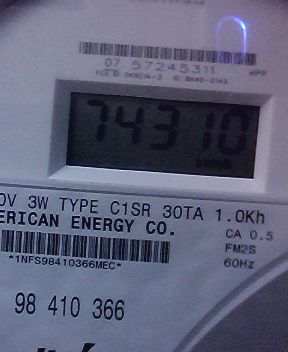 07 57245311
HPP
74310
0V 3W TYPE C1SR 30TA 1.0Kh
ERICAN ENERGY CO.
CA 0.5
FM2S
60Hz
*1NFS98410366MEC*
98 410 366